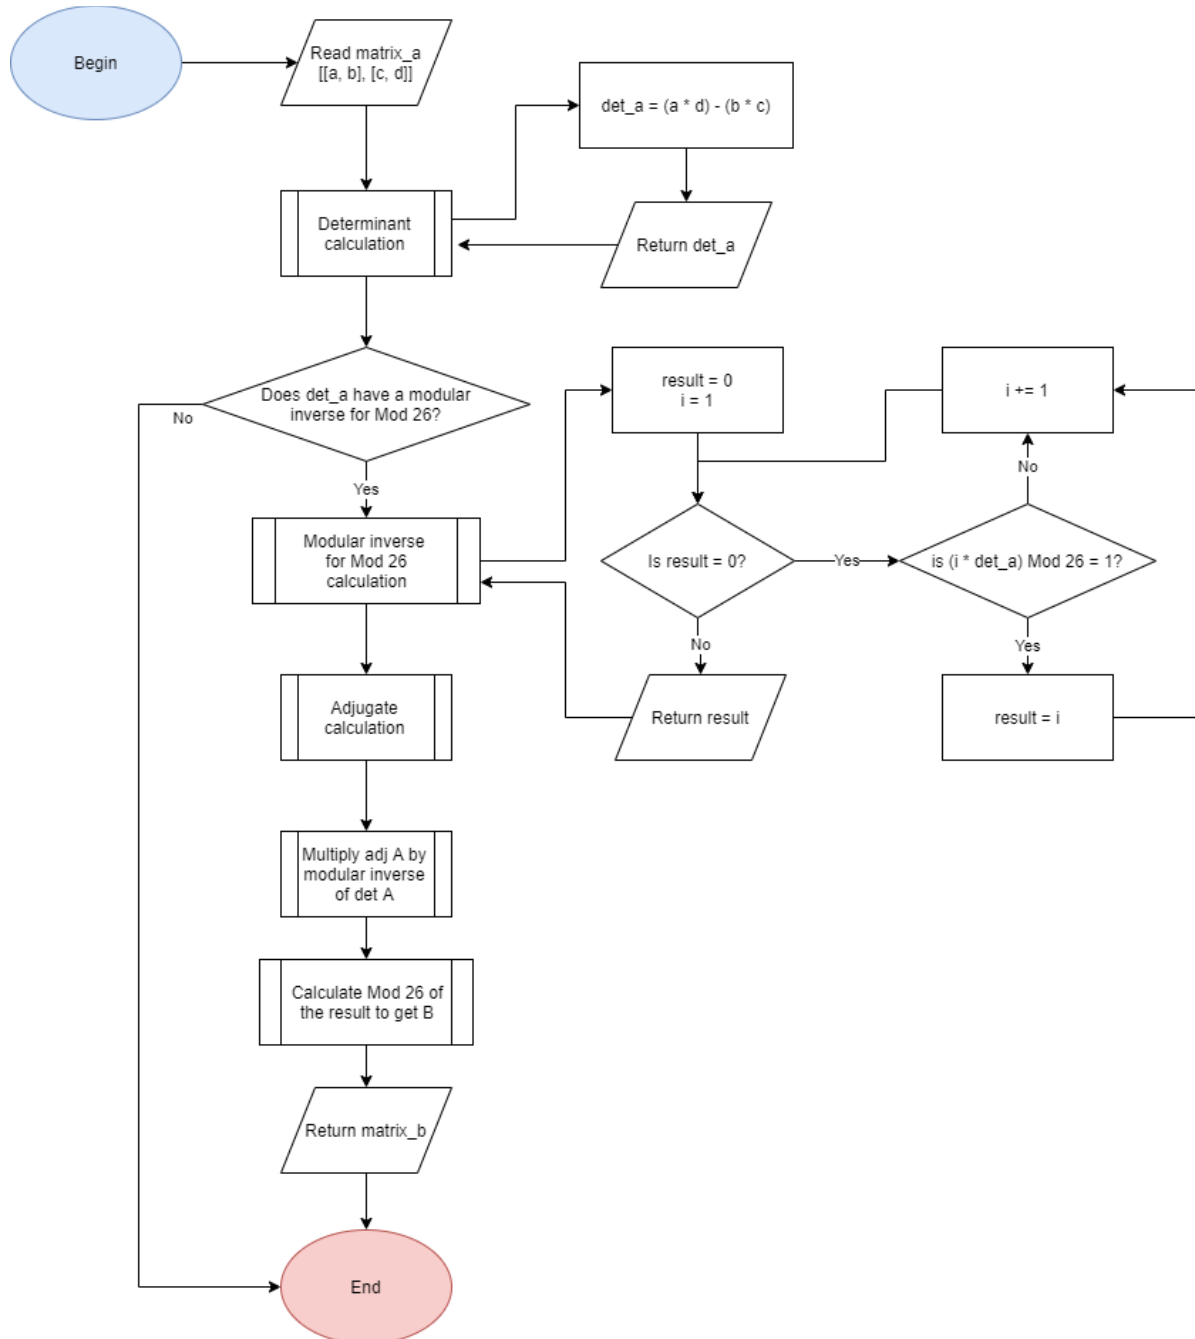 Begin
Read matrix_a
[[a, b], [c, d]]
det_a = (a * d) - (b * c)
Determinant
calculation
Return det_a
Does det_a have a modular
inverse for Mod 26?
No
Yes
result = 0
i = 1
i += 1
No
Modular inverse
for Mod 26
calculation
Is result = 0?
Yes
is (i * det_a) Mod 26 = 1?
No
Yes
Adjugate
calculation
Return result
result = i
Multiply adj A by
modular inverse
of det A
Calculate Mod 26 of
the result to get B
Return matrix_b
End